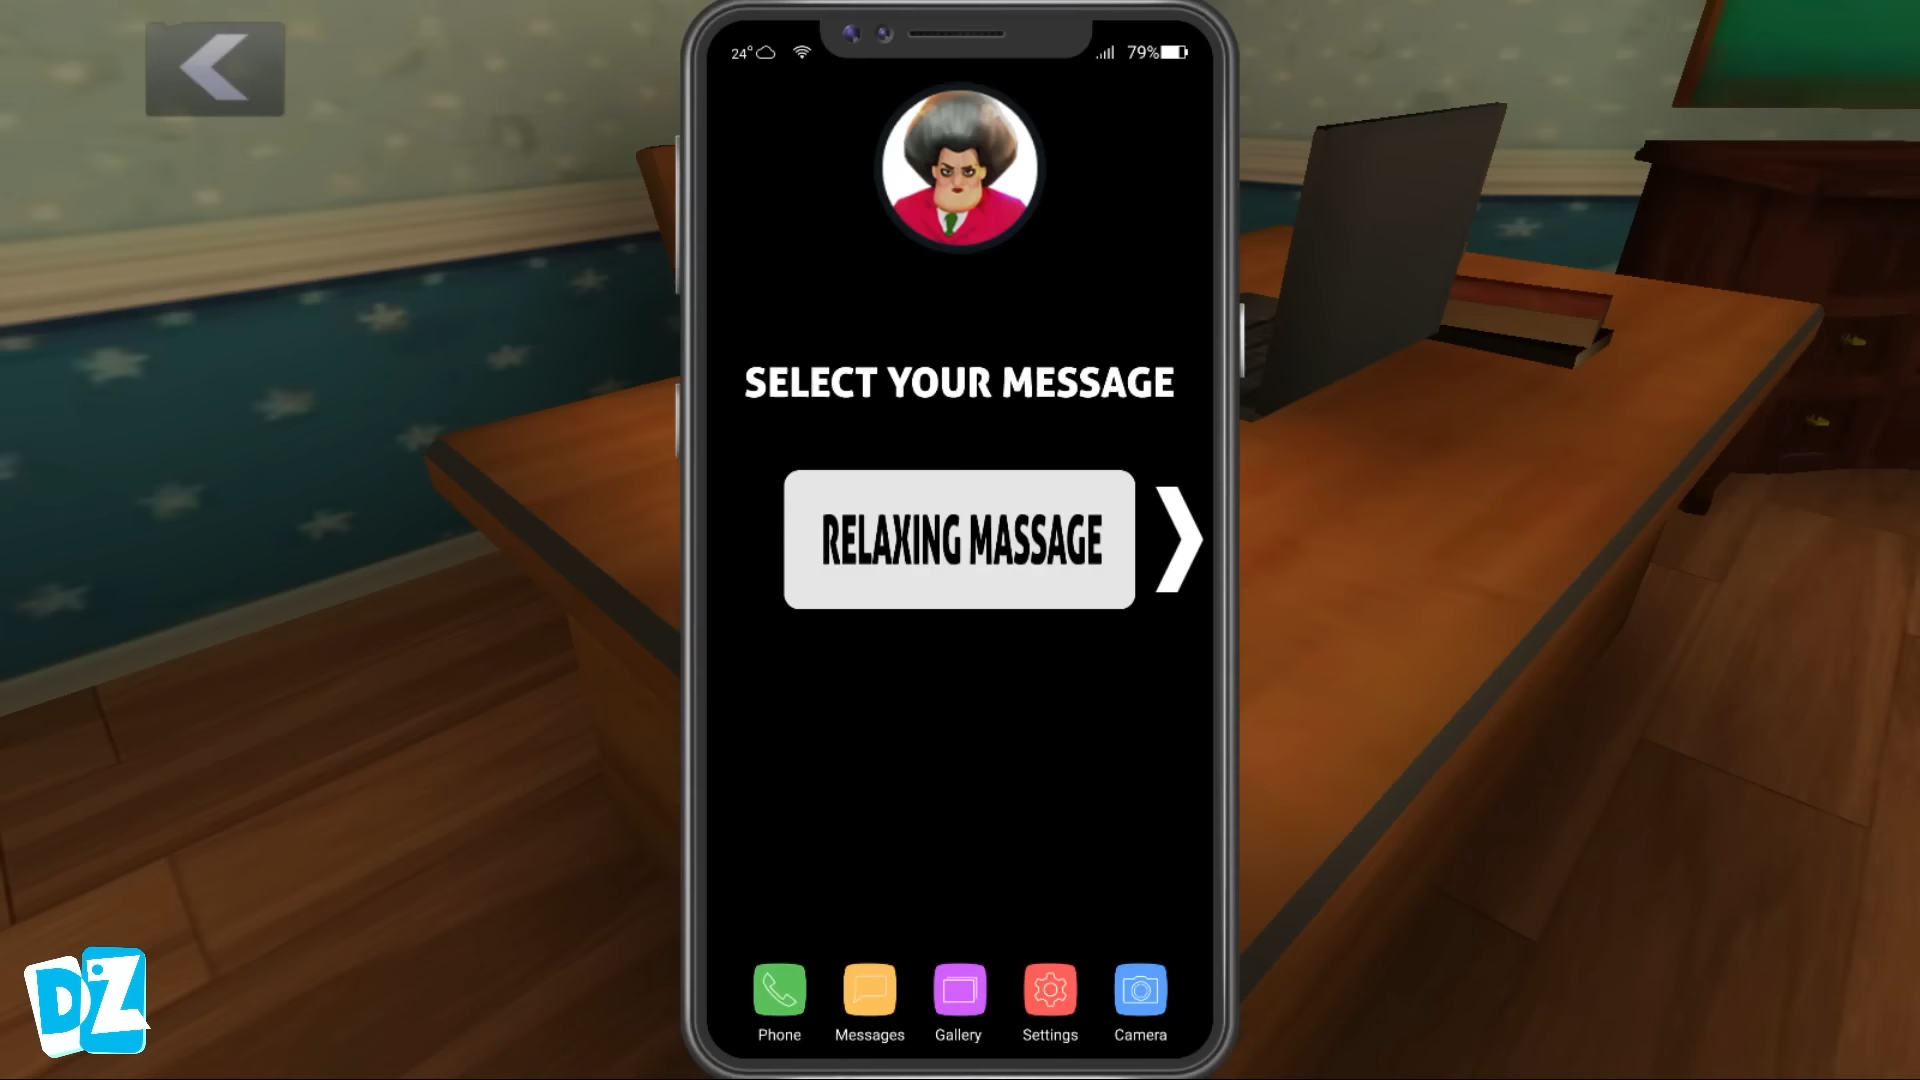 24°
79%
SELECT YOUR MESSAGE
RELAXING MASSAGE
Phone Messages Gallery Settings Camera
DZ